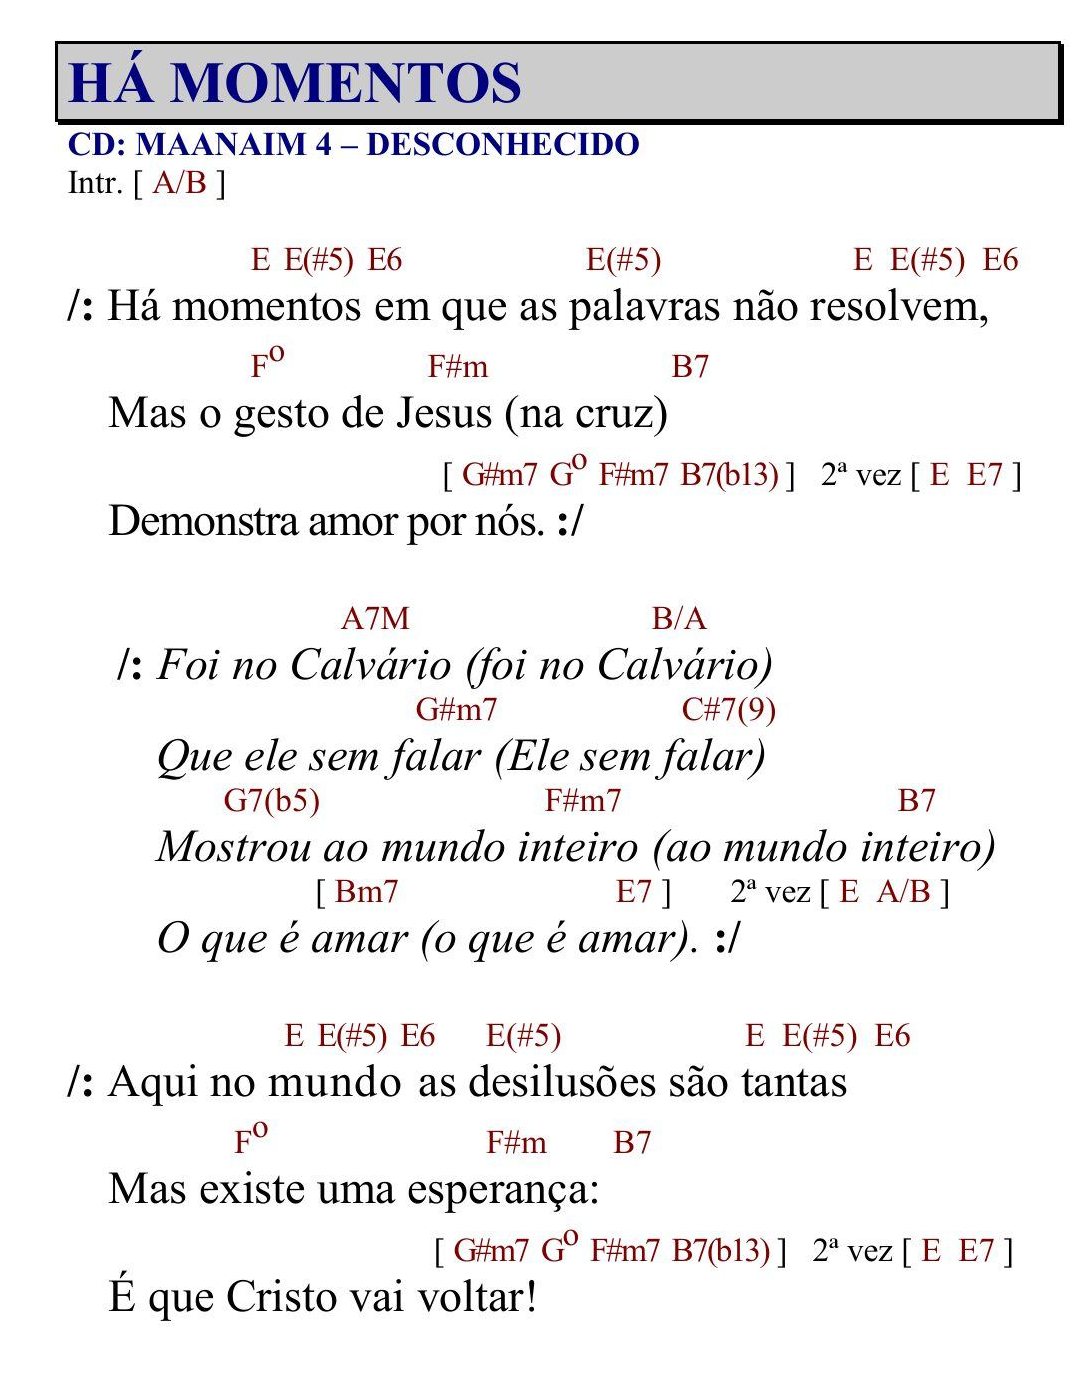 HÁ MOMENTOS
CD: MAANAIM 4 – DESCONHECIDO
Intr. [ A/B ]
E E(#5) E6 E(#5) E E(#5) E6
/: Há momentos em que as palavras não resolvem,
Fº F#m B7
Mas o gesto de Jesus (na cruz)
[ G#m7 Gº F#m7 B7(b13) ] 2ª vez [ E E7 ]
Demonstra amor por nós. :/
A7M B/A
/: Foi no Calvário (foi no Calvário)
G#m7 C#7(9)
Que ele sem falar (Ele sem falar)
G7(b5) F#m7 B7
Mostrou ao mundo inteiro (ao mundo inteiro)
[ Bm7 E7 ] 2ª vez [ E A/B ]
O que é amar (o que é amar). :/
E E(#5) E6 E(#5) E E(#5) E6
/: Aqui no mundo as desilusões são tantas
Fº F#m B7
Mas existe uma esperança:
[ G#m7 Gº F#m7 B7(b13) ] 2ª vez [ E E7 ]
É que Cristo vai voltar!